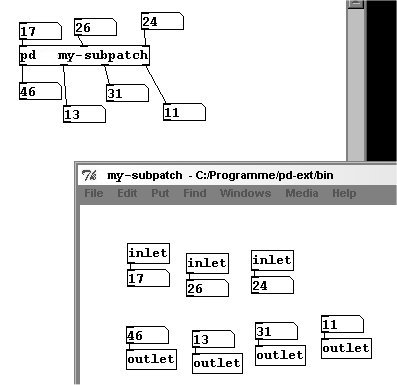 17
26
24
pd my-subpatch
46
13
31
11
my-subpatch - C:/Programme/pd-ext/bin
File Edit Put Find Windows Media Help
inlet
inlet
inlet
17
26
24
46
13
31
11
outlet
outlet
outlet
outlet